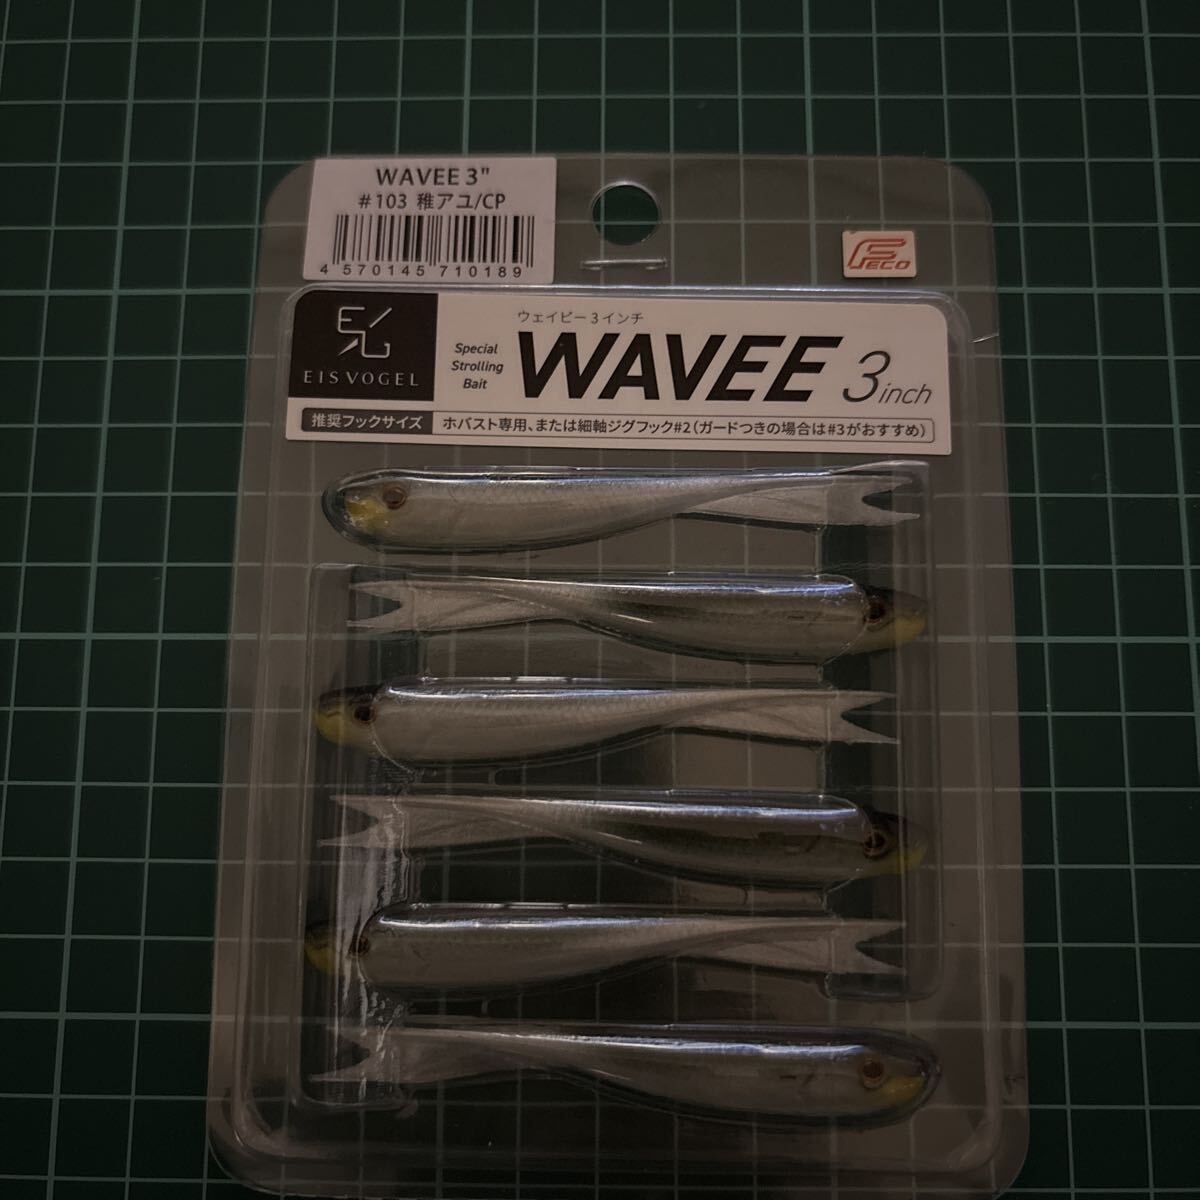 WAVEE 3"
#103 稚アユ/CP
4 570145 710189
FECO
EISVOGEL
Special
Strolling
Bait
ウェイビー3インチ
WAVEE 3inch
推奨フックサイズ
ホバスト専用、または細軸ジグフック#2(ガードつきの場合は#3がおすすめ)